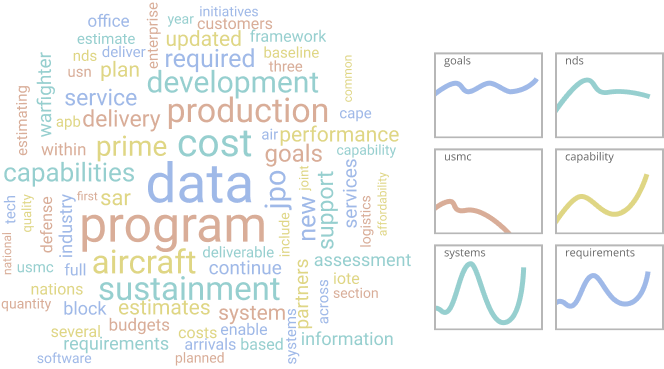 initiatives
year
office
customers
enterprise
estimate
updated
framework
deliver
nds
required
baseline
usn
plan
three
common
warfighter
development
estimating
service
production
cape
apb
delivery
air
performance
within
prime
cost
goals
capability
capabilities
data
jpo
joint
services
support
affordability
first
sar
tech
quality
industry
defense
program
new
logistics
include
national
usmc
full
aircraft
deliverable
continue
assessment
nations
sustainment
partners
iote
section
quantity
block
estimates
system
across
several
budgets
costs
enable
systems
requirements
arrivals
based
information
software
planned
goals
nds
usmc
capability
systems
requirements